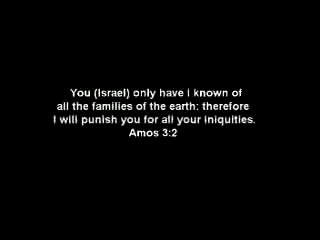 You (Israel) only have I known of
all the families of the earth: therefore
I will punish you for all your iniquities.
Amos 3:2